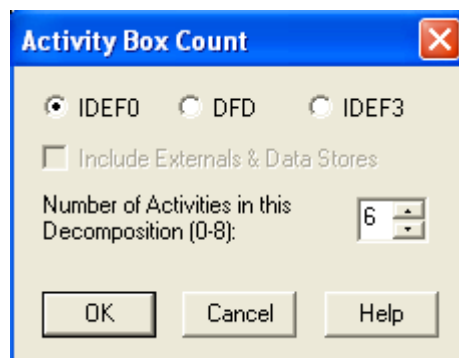 Activity Box Count
IDEF0 DFD IDEF3
Include Externals & Data Stores
Number of Activities in this
Decomposition (0-8):
6
OK Cancel Help